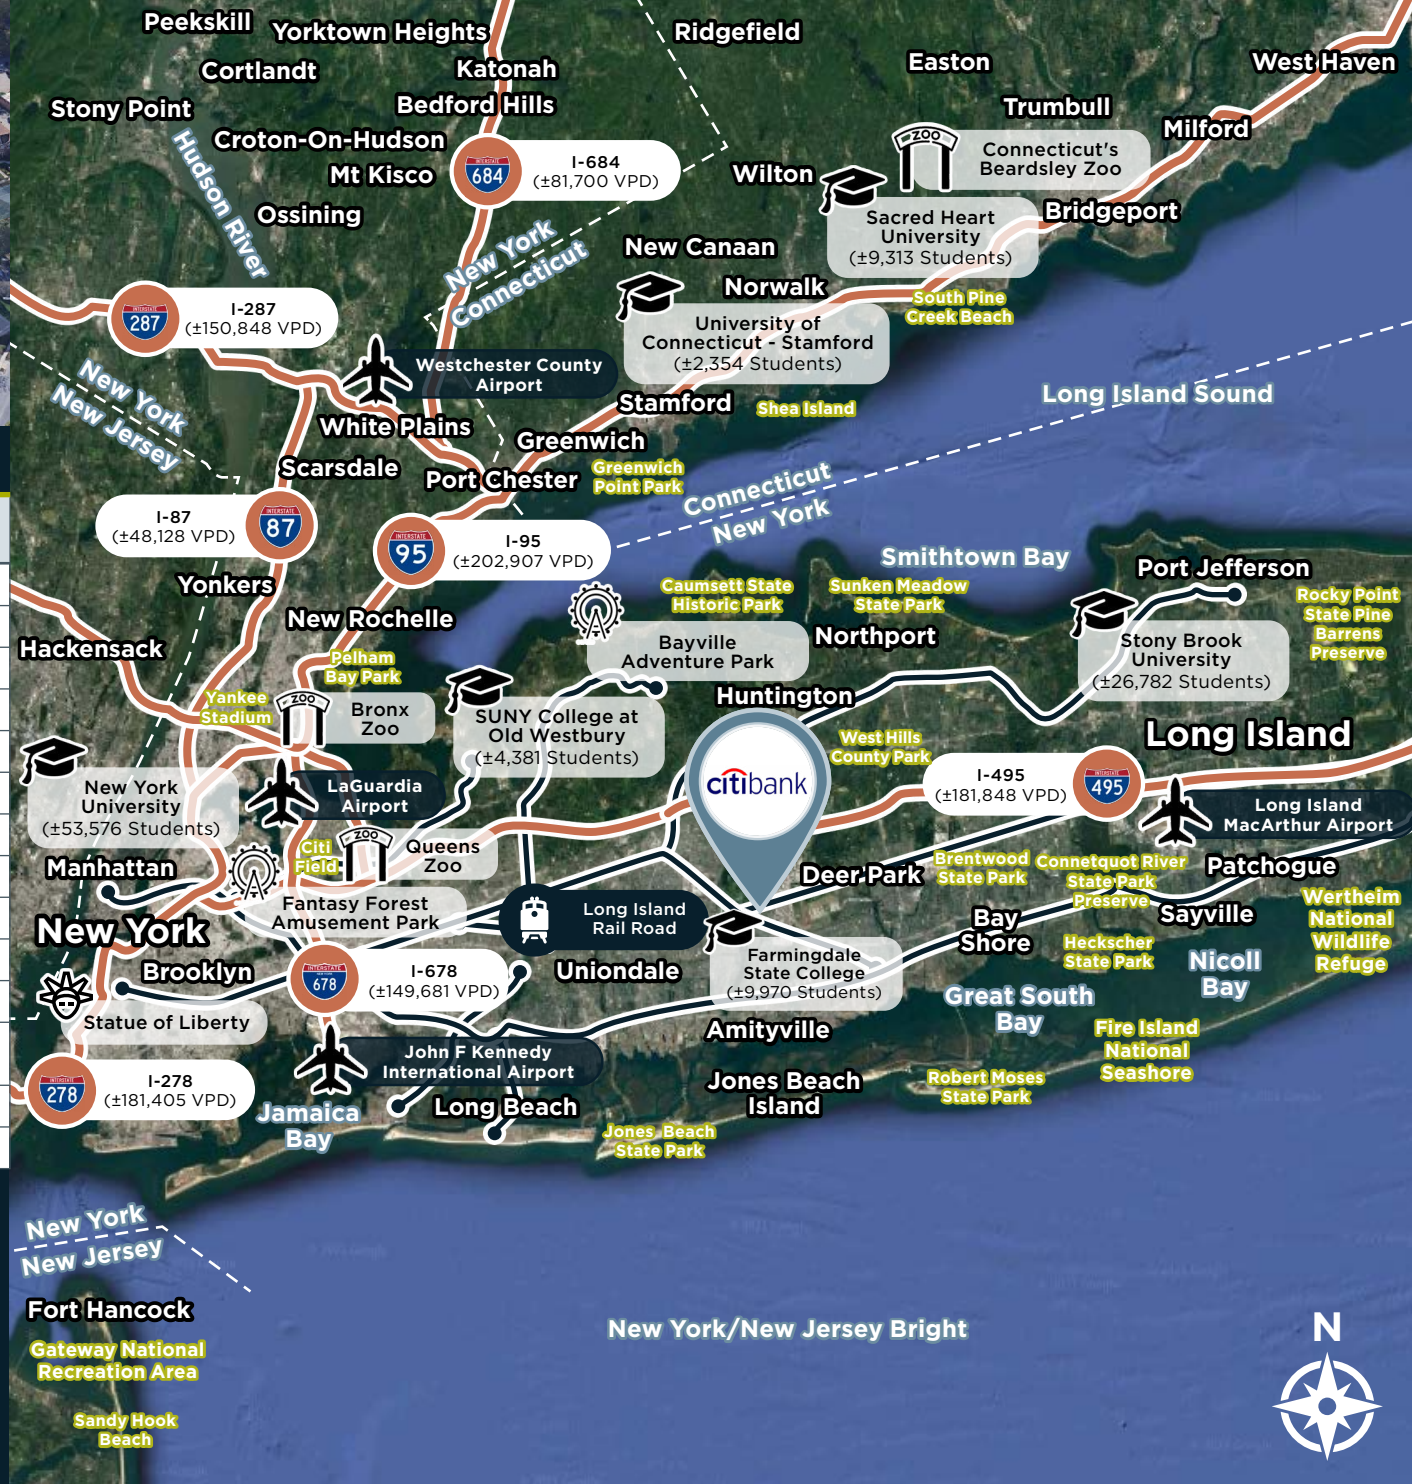 Peekskill
Yorktown Heights
Ridgefield
Easton
West Haven
Cortlandt
Katonah
Stony Point
Bedford Hills
Trumbull
Milford
Croton-On-Hudson
Hudson River
Mt Kisco
INTERSTATE
684
I-684
(±81,700 VPD)
Wilton
ZOO
Connecticut's
Beardsley Zoo
Ossining
Sacred Heart
University
(±9,313 Students)
Bridgeport
New York
Connecticut
New Canaan
Norwalk
South Pine
Creek Beach
INTERSTATE
287
I-287
(±150,848 VPD)
University of
Connecticut - Stamford
(±2,354 Students)
Westchester County
Airport
New York
New Jersey
Long Island Sound
Stamford
Shea Island
White Plains
Greenwich
Scarsdale
Port Chester
Greenwich
Point Park
Connecticut
New York
I-87
(±48,128 VPD)
INTERSTATE
87
INTERSTATE
95
I-95
(±202,907 VPD)
Smithtown Bay
Port Jefferson
Yonkers
Caumsett State
Historic Park
Sunken Meadow
State Park
Rocky Point
State Pine
Barrens
Preserve
New Rochelle
Northport
Hackensack
Bayville
Adventure Park
Stony Brook
University
(±26,782 Students)
Pelham
Bay Park
Huntington
Yankee
Stadium
ZOO
Bronx
Zoo
SUNY College at
Old Westbury
(±4,381 Students)
West Hills
County Park
Long Island
citibank
New York
University
(±53,576 Students)
LaGuardia
Airport
I-495
(±181,848 VPD)
INTERSTATE
495
Long Island
MacArthur Airport
Citi
Field
ZOO
Queens
Zoo
Manhattan
Deer Park
Brentwood
State Park
Connetquot River
State Park
Preserve
Patchogue
Fantasy Forest
Amusement Park
Long Island
Rail Road
Bay
Shore
Sayville
Wertheim
National
Wildlife
Refuge
New York
Brooklyn
INTERSTATE
678
I-678
(±149,681 VPD)
Uniondale
Farmingdale
State College
(±9,970 Students)
Heckscher
State Park
Nicoll
Bay
Great South
Bay
Statue of Liberty
Amityville
Fire Island
National
Seashore
John F Kennedy
International Airport
INTERSTATE
278
I-278
(±181,405 VPD)
Jones Beach
Island
Robert Moses
State Park
Jamaica
Bay
Long Beach
Jones Beach
State Park
New York
New Jersey
Fort Hancock
New York/New Jersey Bright
N
Gateway National
Recreation Area
Sandy Hook
Beach